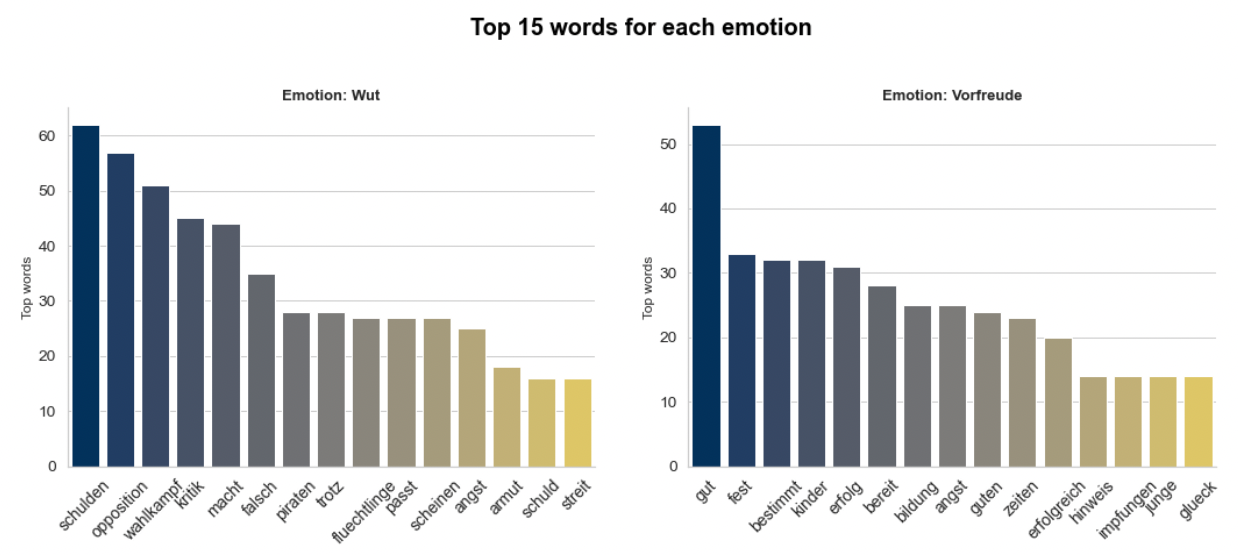 Top 15 words for each emotion
Emotion: Wut
Top words
60
50
40
30
20
10
0
schulden
opposition
wahlkampf
kritik
macht
falsch
piraten
trotz
fluechtlinge
passt
scheinen
angst
armut
schuld
streit
Emotion: Vorfreude
Top words
50
40
30
20
10
0
gut
fest
bestimmt
kinder
erfolg
bereit
bildung
angst
guten
zeiten
erfolgreich
hinweis
impfungen
junge
glueck